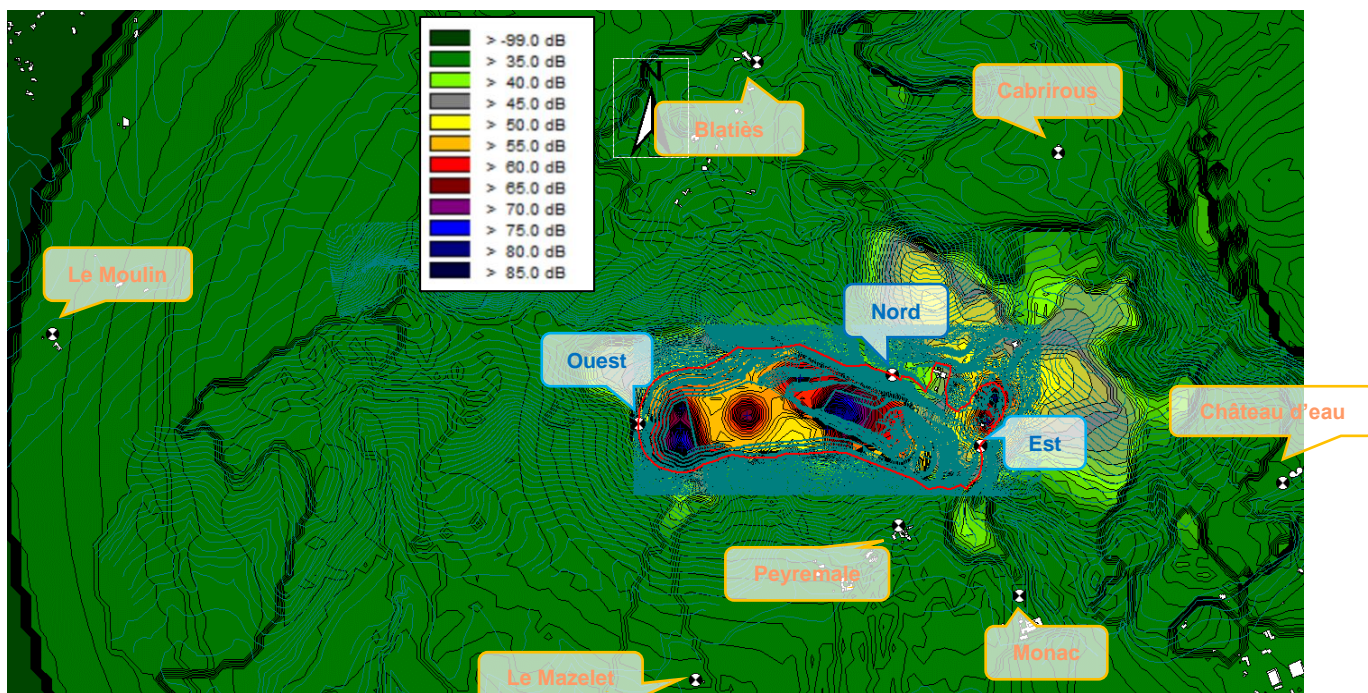 > -99.0 dB
> 35.0 dB
> 40.0 dB
> 45.0 dB
> 50.0 dB
> 55.0 dB
> 60.0 dB
> 65.0 dB
> 70.0 dB
> 75.0 dB
> 80.0 dB
> 85.0 dB
N
Blatiès
Cabrirous
Le Moulin
Nord
Ouest
Château d'eau
Est
Peyremale
Monac
Le Mazelet